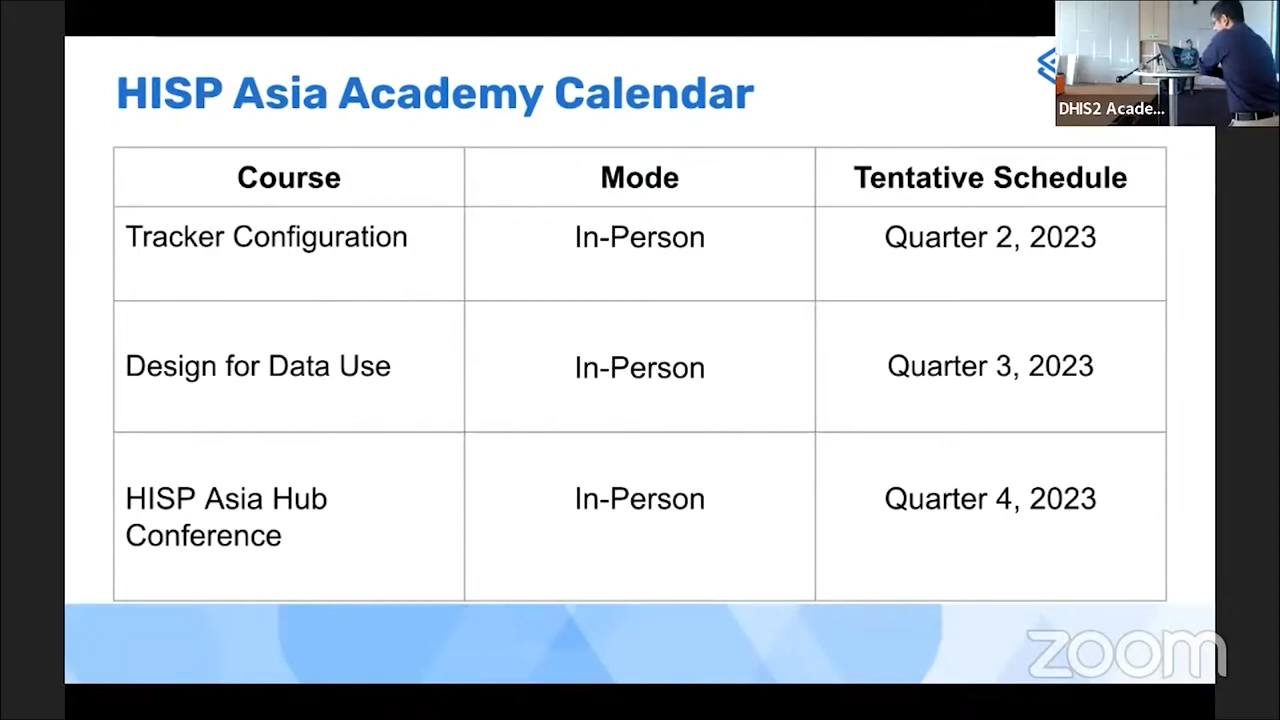 HISP Asia Academy Calendar
DHIS2 Acade...
Course Mode Tentative Schedule
Tracker Configuration In-Person Quarter 2, 2023
Design for Data Use In-Person Quarter 3, 2023
HISP Asia Hub In-Person Quarter 4, 2023
Conference
zoom